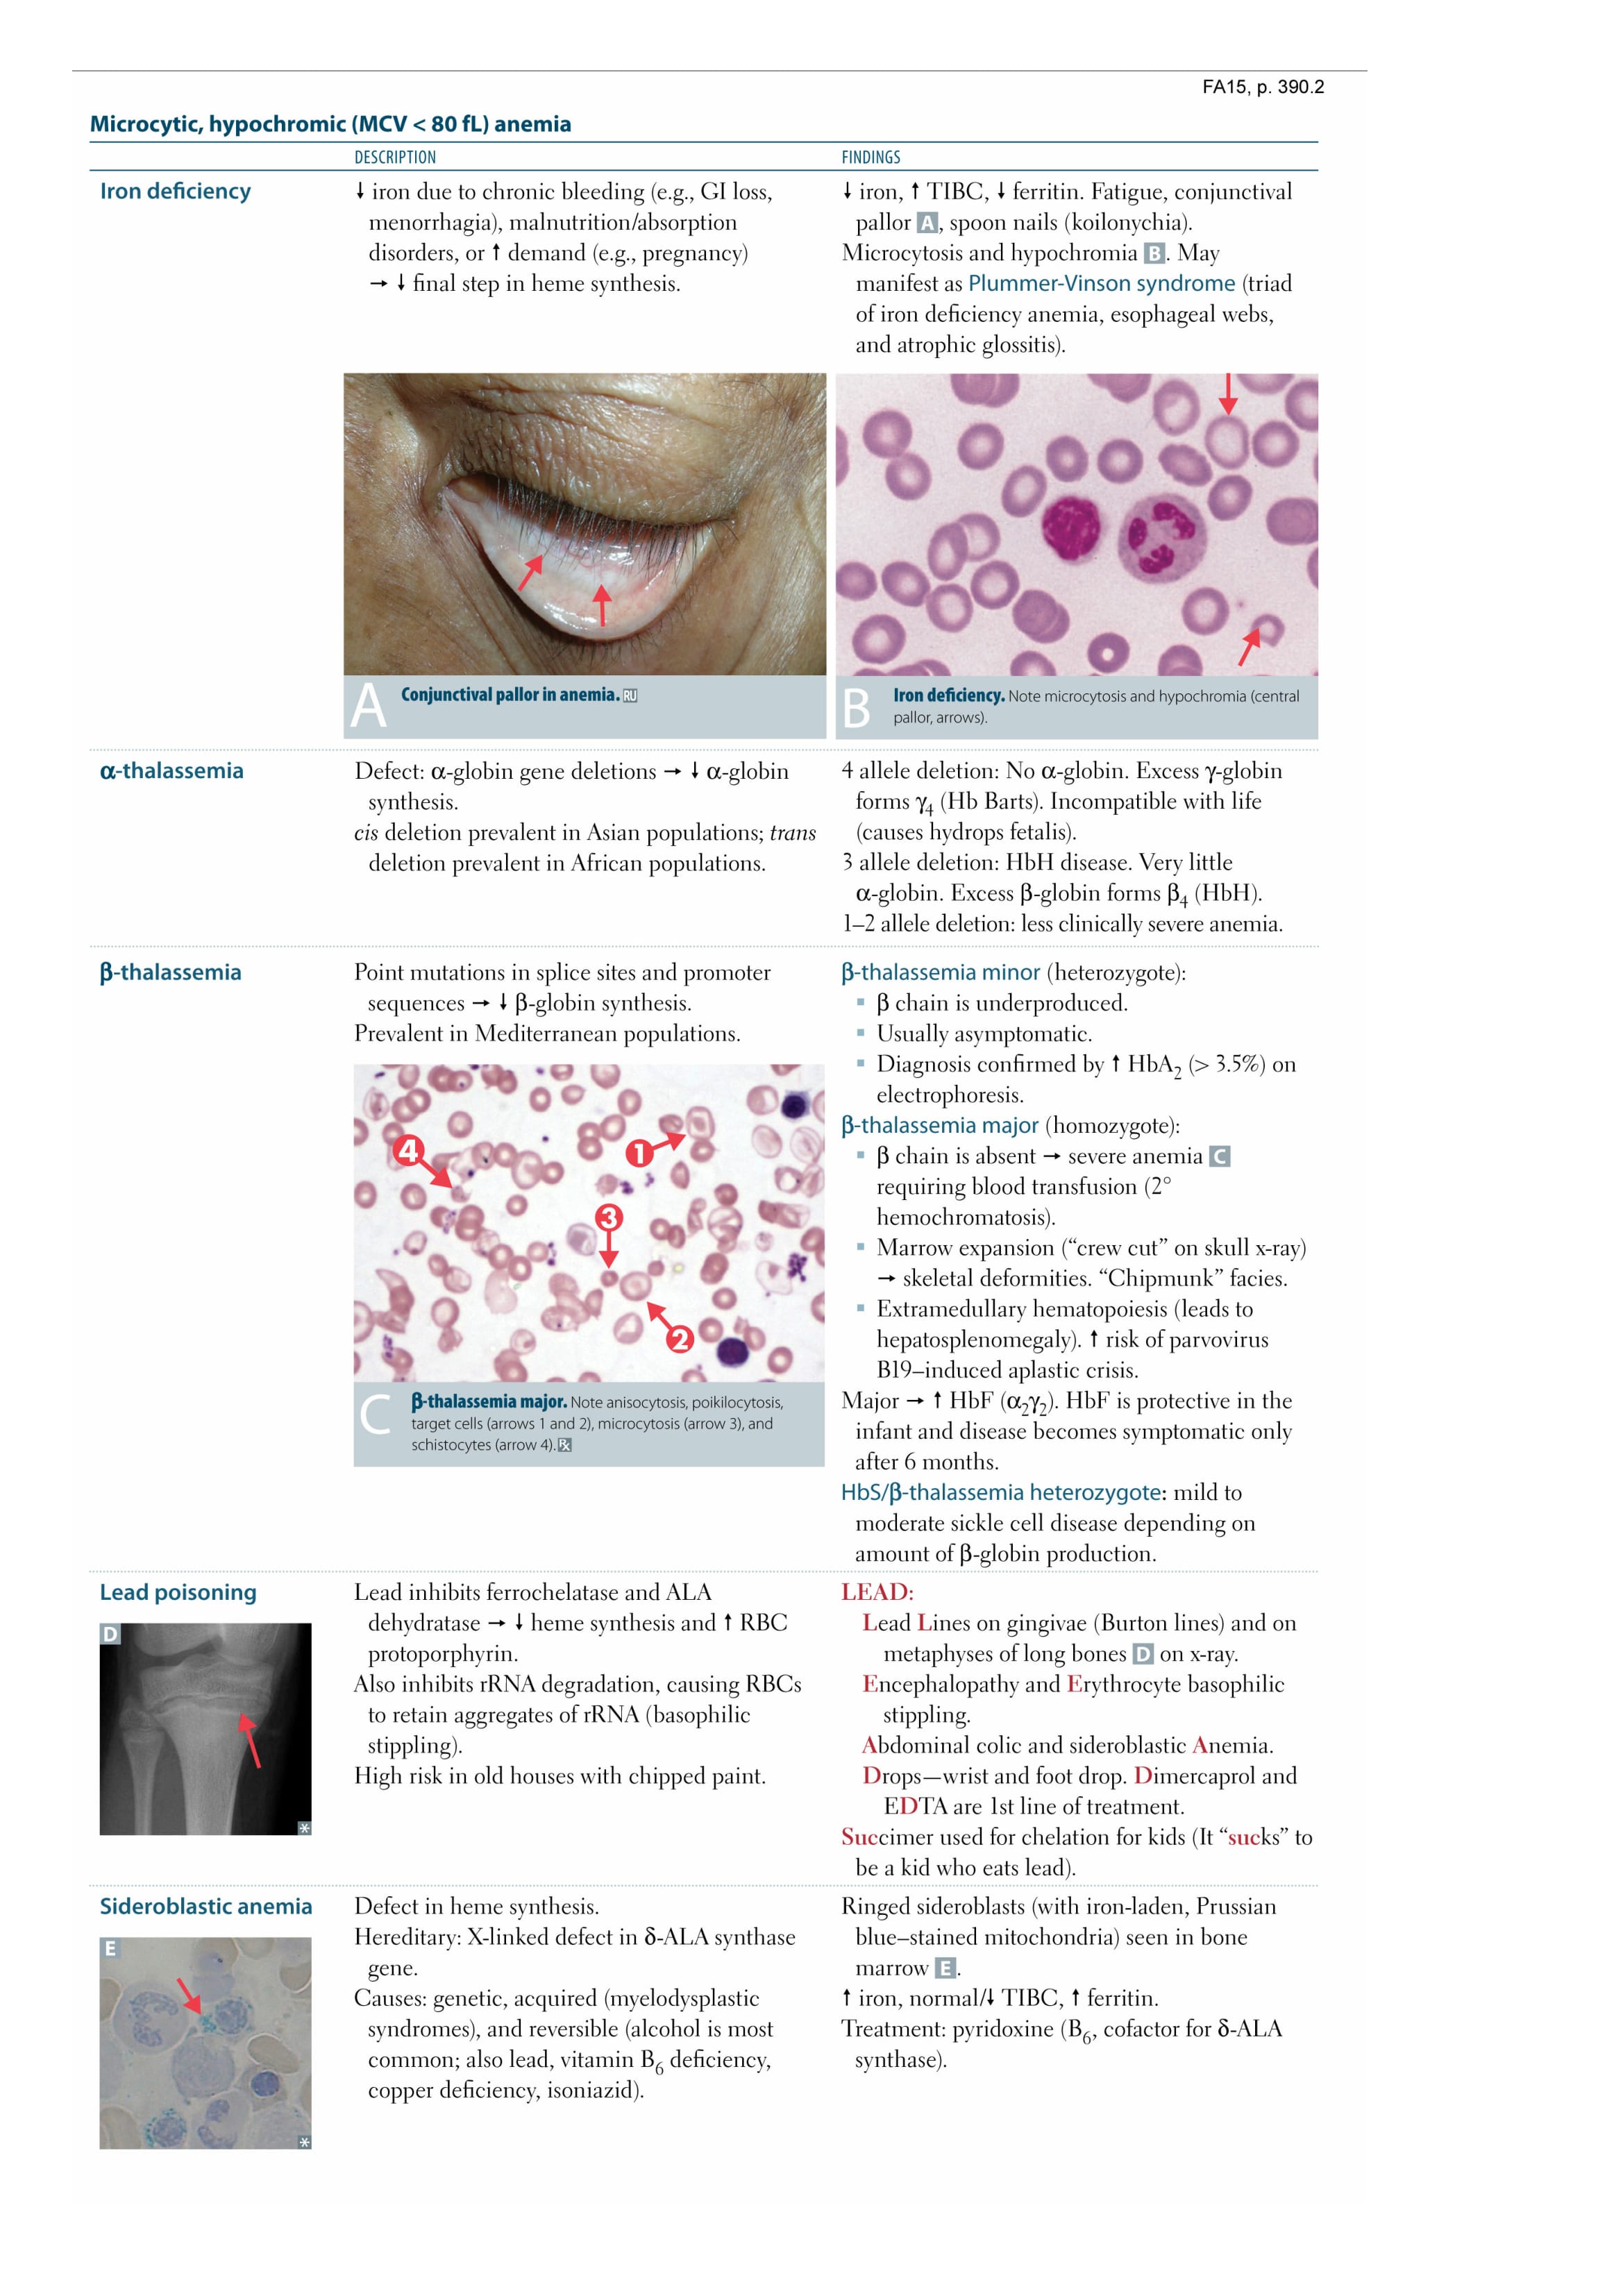 FA15, p. 390.2
Microcytic, hypochromic (MCV < 80 fL) anemia
DESCRIPTION
FINDINGS
Iron deficiency
↓ iron due to chronic bleeding (e.g., GI loss,
menorrhagia), malnutrition/absorption
disorders, or ↑ demand (e.g., pregnancy)
→ ↓ final step in heme synthesis.
↓ iron, ↑ TIBC, ↓ ferritin. Fatigue, conjunctival
pallor A, spoon nails (koilonychia).
Microcytosis and hypochromia B. May
manifest as Plummer-Vinson syndrome (triad
of iron deficiency anemia, esophageal webs,
and atrophic glossitis).
A Conjunctival pallor in anemia. RU
B Iron deficiency. Note microcytosis and hypochromia (central
pallor, arrows).
α-thalassemia
Defect: α-globin gene deletions → ↓ α-globin
synthesis.
cis deletion prevalent in Asian populations; trans
deletion prevalent in African populations.
4 allele deletion: No α-globin. Excess γ-globin
forms γ4 (Hb Barts). Incompatible with life
(causes hydrops fetalis).
3 allele deletion: HbH disease. Very little
α-globin. Excess β-globin forms β4 (HbH).
1–2 allele deletion: less clinically severe anemia.
β-thalassemia
Point mutations in splice sites and promoter
sequences → ↓ β-globin synthesis.
Prevalent in Mediterranean populations.
4
1
3
2
C β-thalassemia major. Note anisocytosis, poikilocytosis,
target cells (arrows 1 and 2), microcytosis (arrow 3), and
schistocytes (arrow 4). Rx
β-thalassemia minor (heterozygote):
▪ β chain is underproduced.
▪ Usually asymptomatic.
▪ Diagnosis confirmed by ↑ HbA2 (> 3.5%) on
electrophoresis.
β-thalassemia major (homozygote):
▪ β chain is absent → severe anemia C
requiring blood transfusion (2°
hemochromatosis).
▪ Marrow expansion (“crew cut” on skull x-ray)
→ skeletal deformities. “Chipmunk” facies.
▪ Extramedullary hematopoiesis (leads to
hepatosplenomegaly). ↑ risk of parvovirus
B19–induced aplastic crisis.
Major → ↑ HbF (α2γ2). HbF is protective in the
infant and disease becomes symptomatic only
after 6 months.
HbS/β-thalassemia heterozygote: mild to
moderate sickle cell disease depending on
amount of β-globin production.
Lead poisoning
D
*
Lead inhibits ferrochelatase and ALA
dehydratase → ↓ heme synthesis and ↑ RBC
protoporphyrin.
Also inhibits rRNA degradation, causing RBCs
to retain aggregates of rRNA (basophilic
stippling).
High risk in old houses with chipped paint.
LEAD:
Lead Lines on gingivae (Burton lines) and on
metaphyses of long bones D on x-ray.
Encephalopathy and Erythrocyte basophilic
stippling.
Abdominal colic and sideroblastic Anemia.
Drops—wrist and foot drop. Dimercaprol and
EDTA are 1st line of treatment.
Succimer used for chelation for kids (It “sucks” to
be a kid who eats lead).
Sideroblastic anemia
E
*
Defect in heme synthesis.
Hereditary: X-linked defect in δ-ALA synthase
gene.
Causes: genetic, acquired (myelodysplastic
syndromes), and reversible (alcohol is most
common; also lead, vitamin B6 deficiency,
copper deficiency, isoniazid).
Ringed sideroblasts (with iron-laden, Prussian
blue–stained mitochondria) seen in bone
marrow E.
↑ iron, normal/↓ TIBC, ↑ ferritin.
Treatment: pyridoxine (B6, cofactor for δ-ALA
synthase).